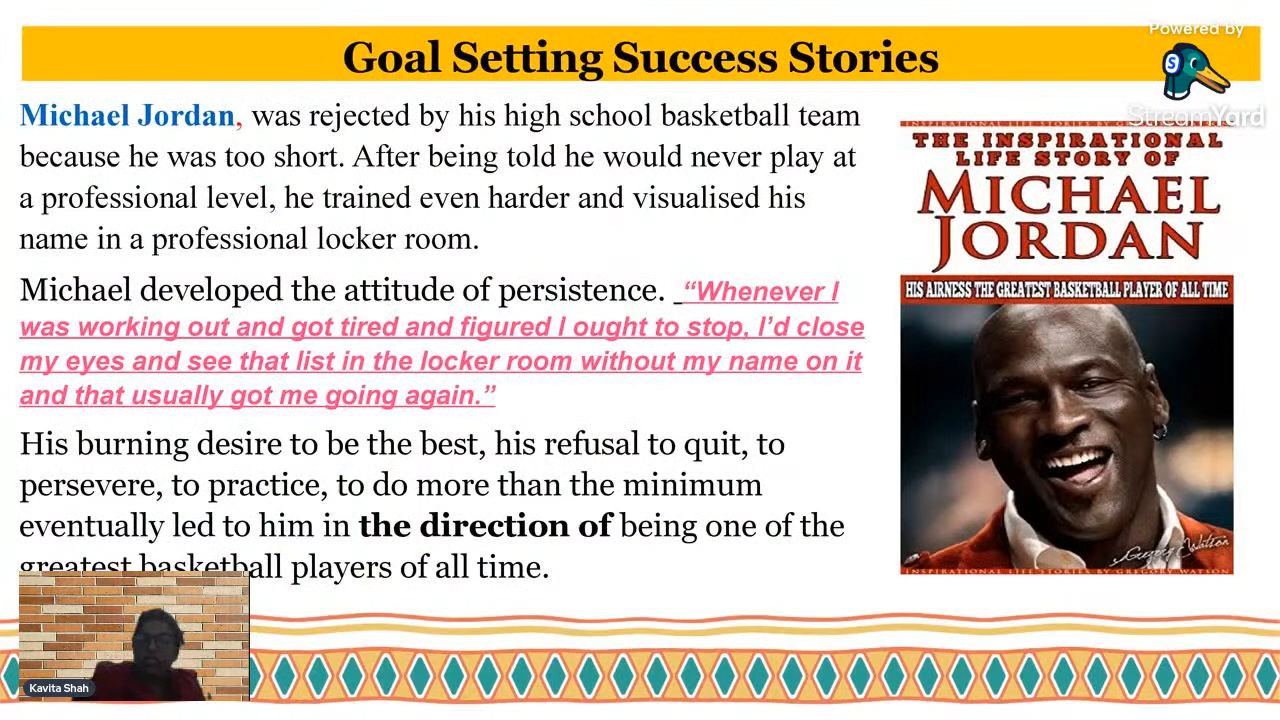 Powered by
StreamYard
Goal Setting Success Stories
Michael Jordan, was rejected by his high school basketball team
because he was too short. After being told he would never play at
a professional level, he trained even harder and visualised his
name in a professional locker room.
Michael developed the attitude of persistence. “Whenever I
was working out and got tired and figured I ought to stop, I’d close
my eyes and see that list in the locker room without my name on it
and that usually got me going again.”
His burning desire to be the best, his refusal to quit, to
persevere, to practice, to do more than the minimum
eventually led to him in the direction of being one of the
greatest basketball players of all time.
THE INSPIRATIONAL
LIFE STORY OF
MICHAEL
JORDAN
HIS AIRNESS THE GREATEST BASKETBALL PLAYER OF ALL TIME
Gregory Watson
INSPIRATIONAL LIFE STORIES BY GREGORY WATSON
Kavita Shah